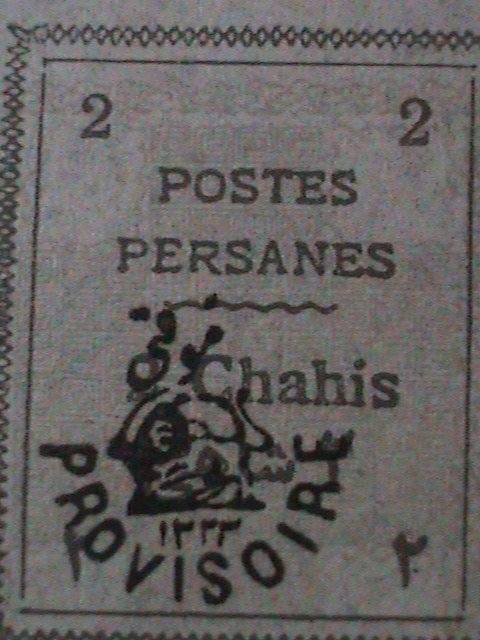 2 2
POSTES
PERSANES
Chahis
PROVISOIRE
۱۳۳۳
۲